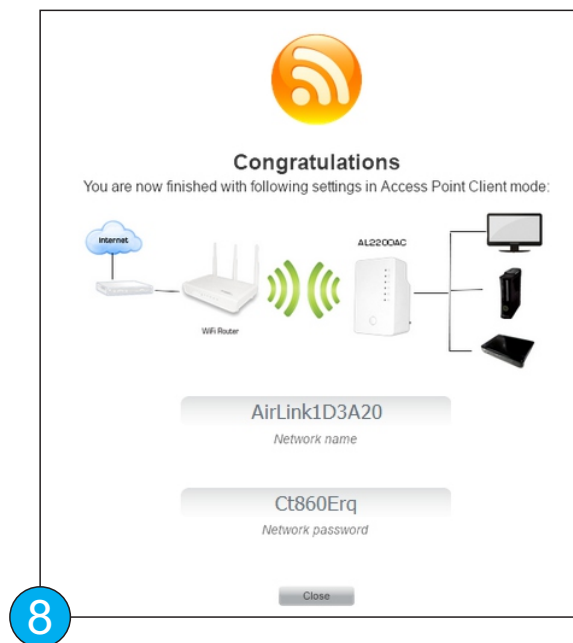 Congratulations
You are now finished with following settings in Access Point Client mode:
Internet
AL2200AC
WiFi Router
AirLink1D3A20
Network name
Ct860Erq
Network password
Close
8